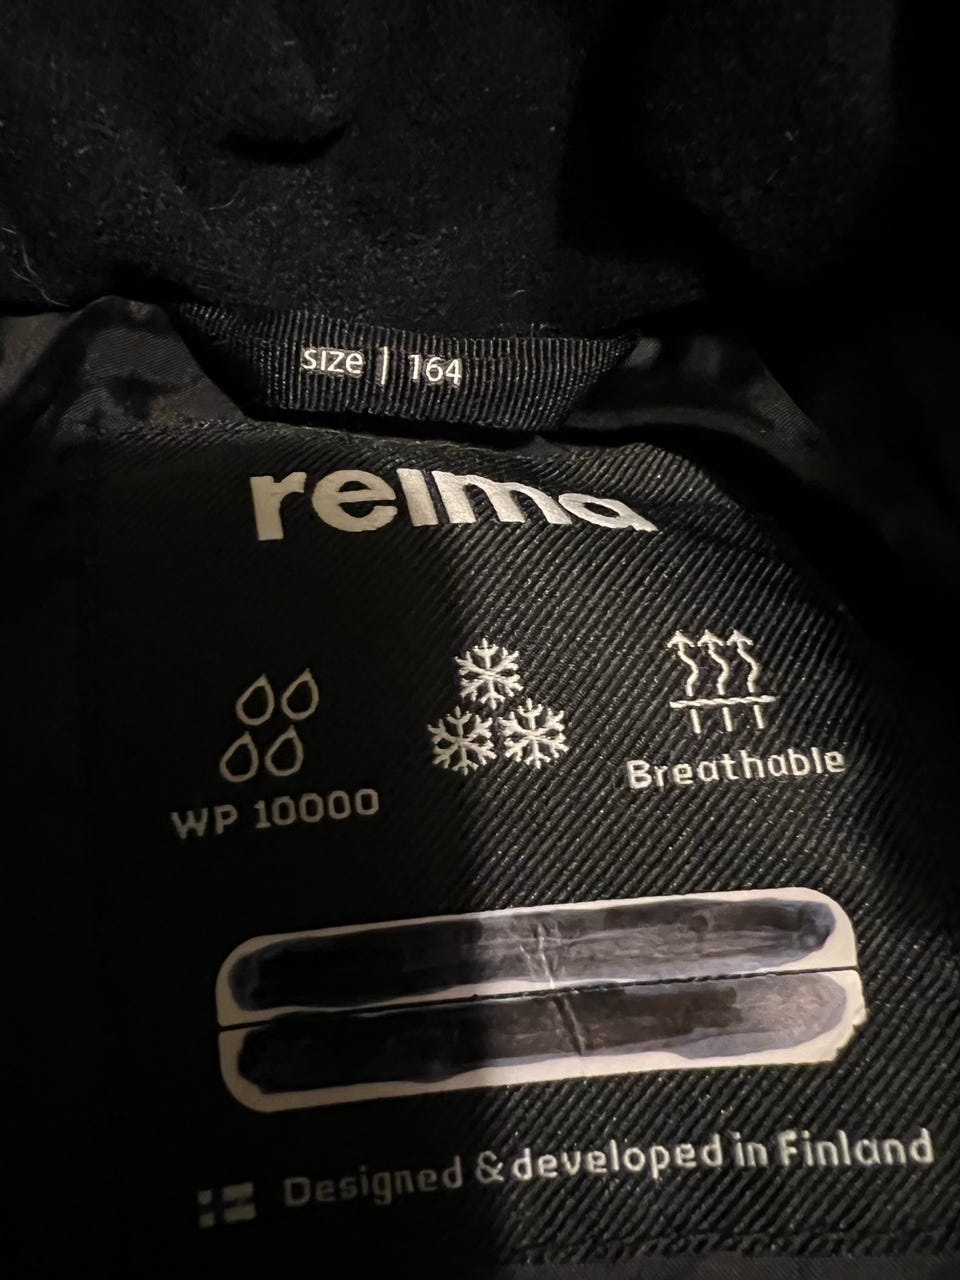 size | 164
reima
WP 10000
Breathable
Designed & developed in Finland